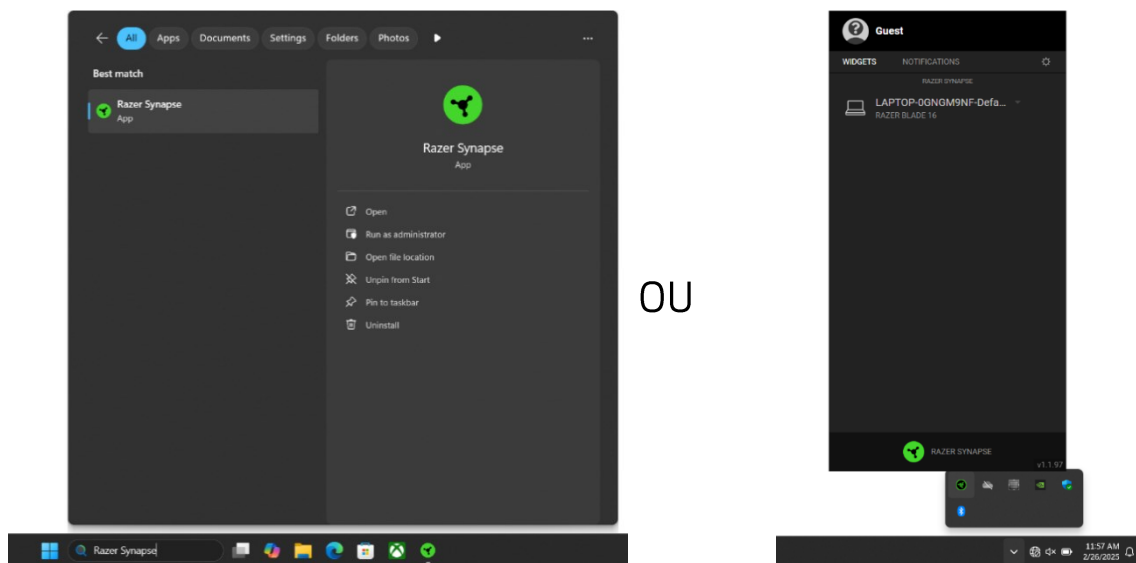 All Apps Documents Settings Folders Photos
Best match
Razer Synapse
App
Razer Synapse
App
Open
Run as administrator
Open file location
Unpin from Start
Pin to taskbar
Uninstall
Razer Synapse
OU
Guest
WIDGETS NOTIFICATIONS
RAZER SYNAPSE
LAPTOP-0GNGM9NF-Defa...
RAZER BLADE 16
RAZER SYNAPSE
v1.1.97
11:57 AM
2/26/2025